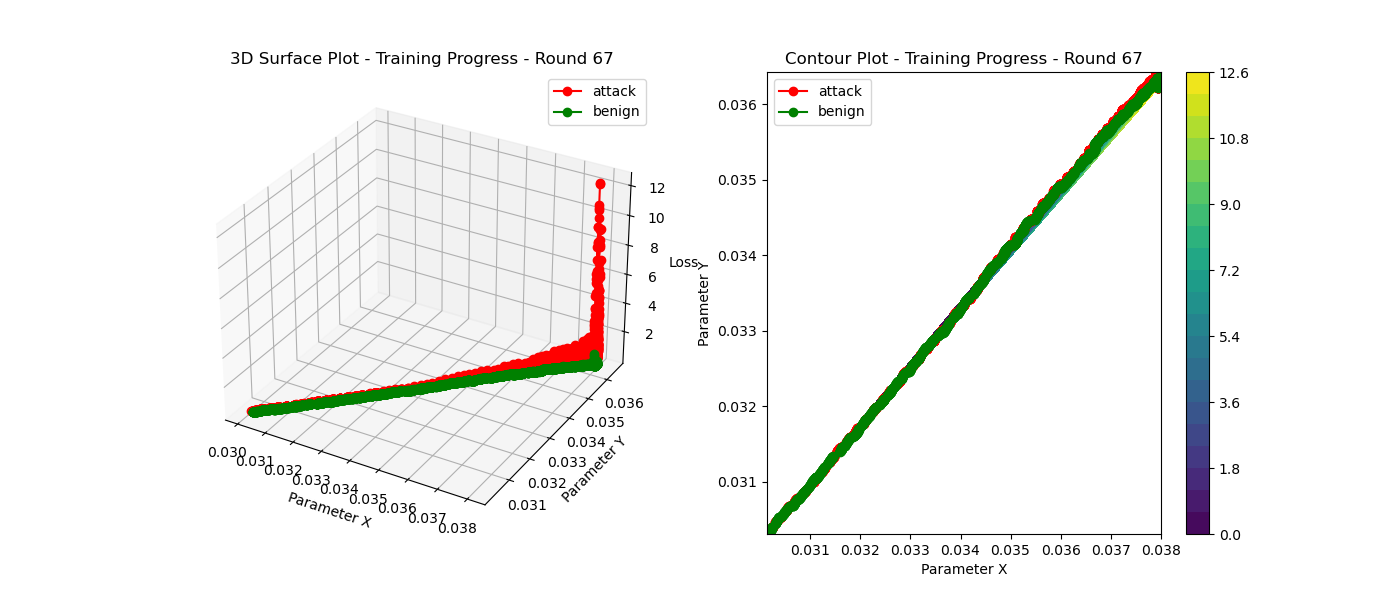 3D Surface Plot - Training Progress - Round 67
attack
benign
12
10
8
6
4
2
Loss
0.036
0.035
0.034
0.033
0.032
0.031
Parameter Y
0.030
0.031
0.032
0.033
0.034
0.035
0.036
0.037
0.038
Parameter X
Contour Plot - Training Progress - Round 67
attack
benign
0.036
0.035
0.034
0.033
0.032
0.031
Parameter Y
0.031 0.032 0.033 0.034 0.035 0.036 0.037 0.038
Parameter X
12.6
10.8
9.0
7.2
5.4
3.6
1.8
0.0